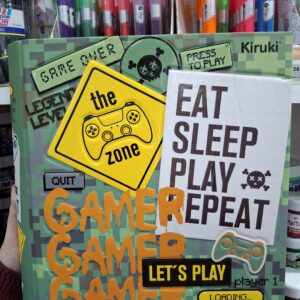 GAME OVER
PRESS
TO PLAY
Kiruki
LEGEND
LEVEL
the
zone
EAT
SLEEP
PLAY
REPEAT
QUIT
GAMER
GAMER
GAMER
LET'S PLAY
player 1
LOADING...